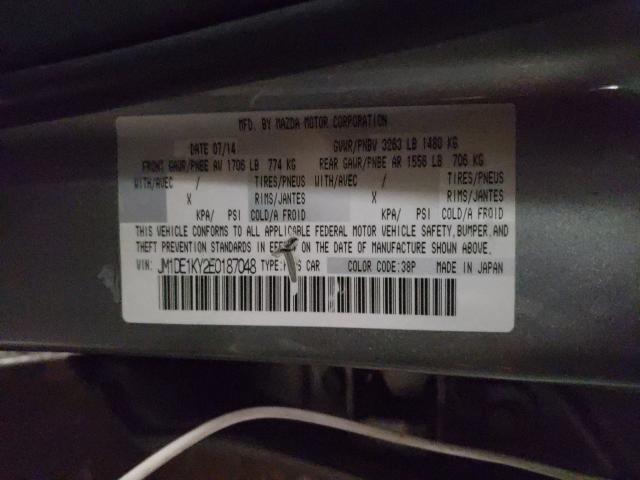 MFD. BY MAZDA MOTOR CORPORATION
DATE 07/14 GVWR/PNBV 3263 LB 1480 KG
FRONT GAWR/PNBE AV 1706 LB 774 KG REAR GAWR/PNBE AR 1556 LB 706 KG
WITH/AVEC / TIRES/PNEUS WITH/AVEC / TIRES/PNEUS
X RIMS/JANTES X RIMS/JANTES
KPA/ PSI COLD/A FROID KPA/ PSI COLD/A FROID
THIS VEHICLE CONFORMS TO ALL APPLICABLE FEDERAL MOTOR VEHICLE SAFETY, BUMPER, AND
THEFT PREVENTION STANDARDS IN EFFECT ON THE DATE OF MANUFACTURE SHOWN ABOVE.
VIN: JM1DE1KY2E0187048 TYPE: CAR COLOR CODE: 38P MADE IN JAPAN